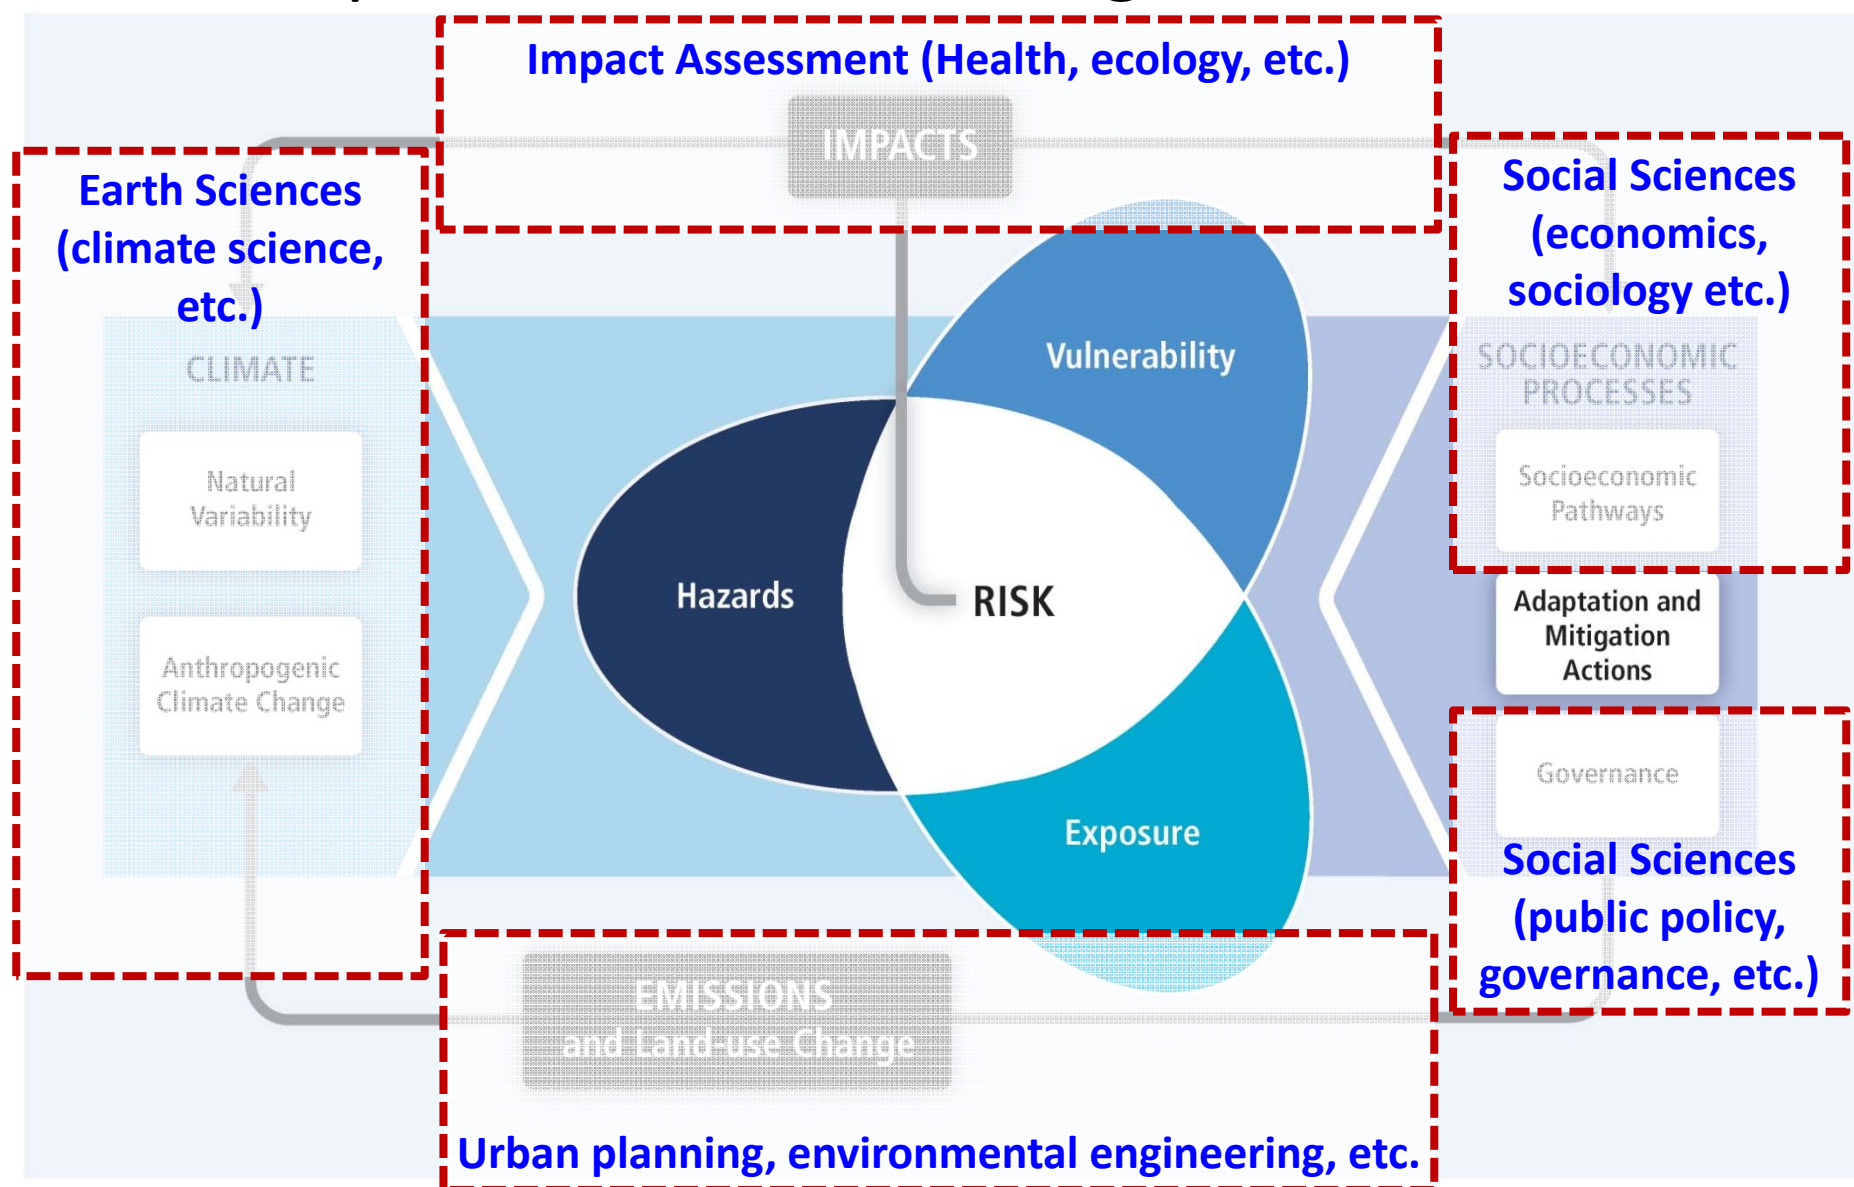 Impact Assessment (Health, ecology, etc.)
IMPACTS
Earth Sciences
(climate science,
etc.)
Social Sciences
(economics,
sociology etc.)
CLIMATE
Natural
Variability
Anthropogenic
Climate Change
Vulnerability
Hazards
RISK
Exposure
SOCIOECONOMIC
PROCESSES
Socioeconomic
Pathways
Adaptation and
Mitigation
Actions
Governance
Social Sciences
(public policy,
governance, etc.)
EMISSIONS
and Land-use Change
Urban planning, environmental engineering, etc.